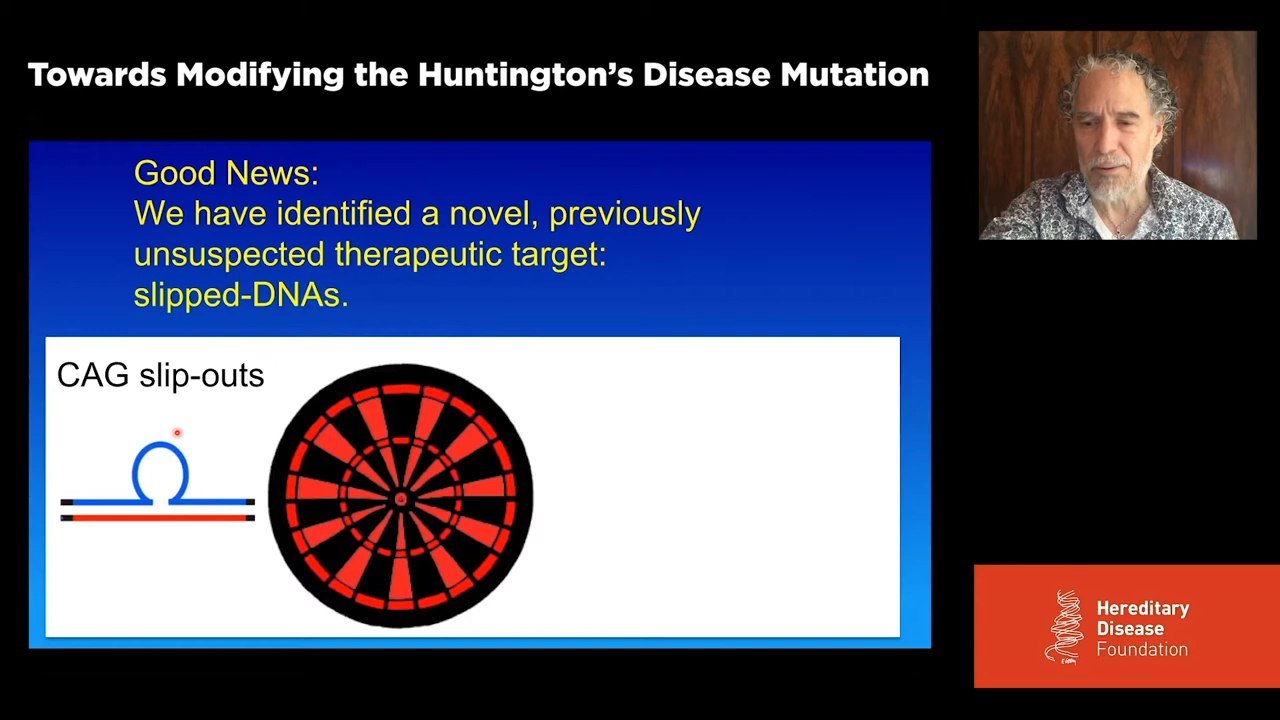 Towards Modifying the Huntington's Disease Mutation
Good News:
We have identified a novel, previously
unsuspected therapeutic target:
slipped-DNAs.
CAG slip-outs
Hereditary
Disease
Foundation